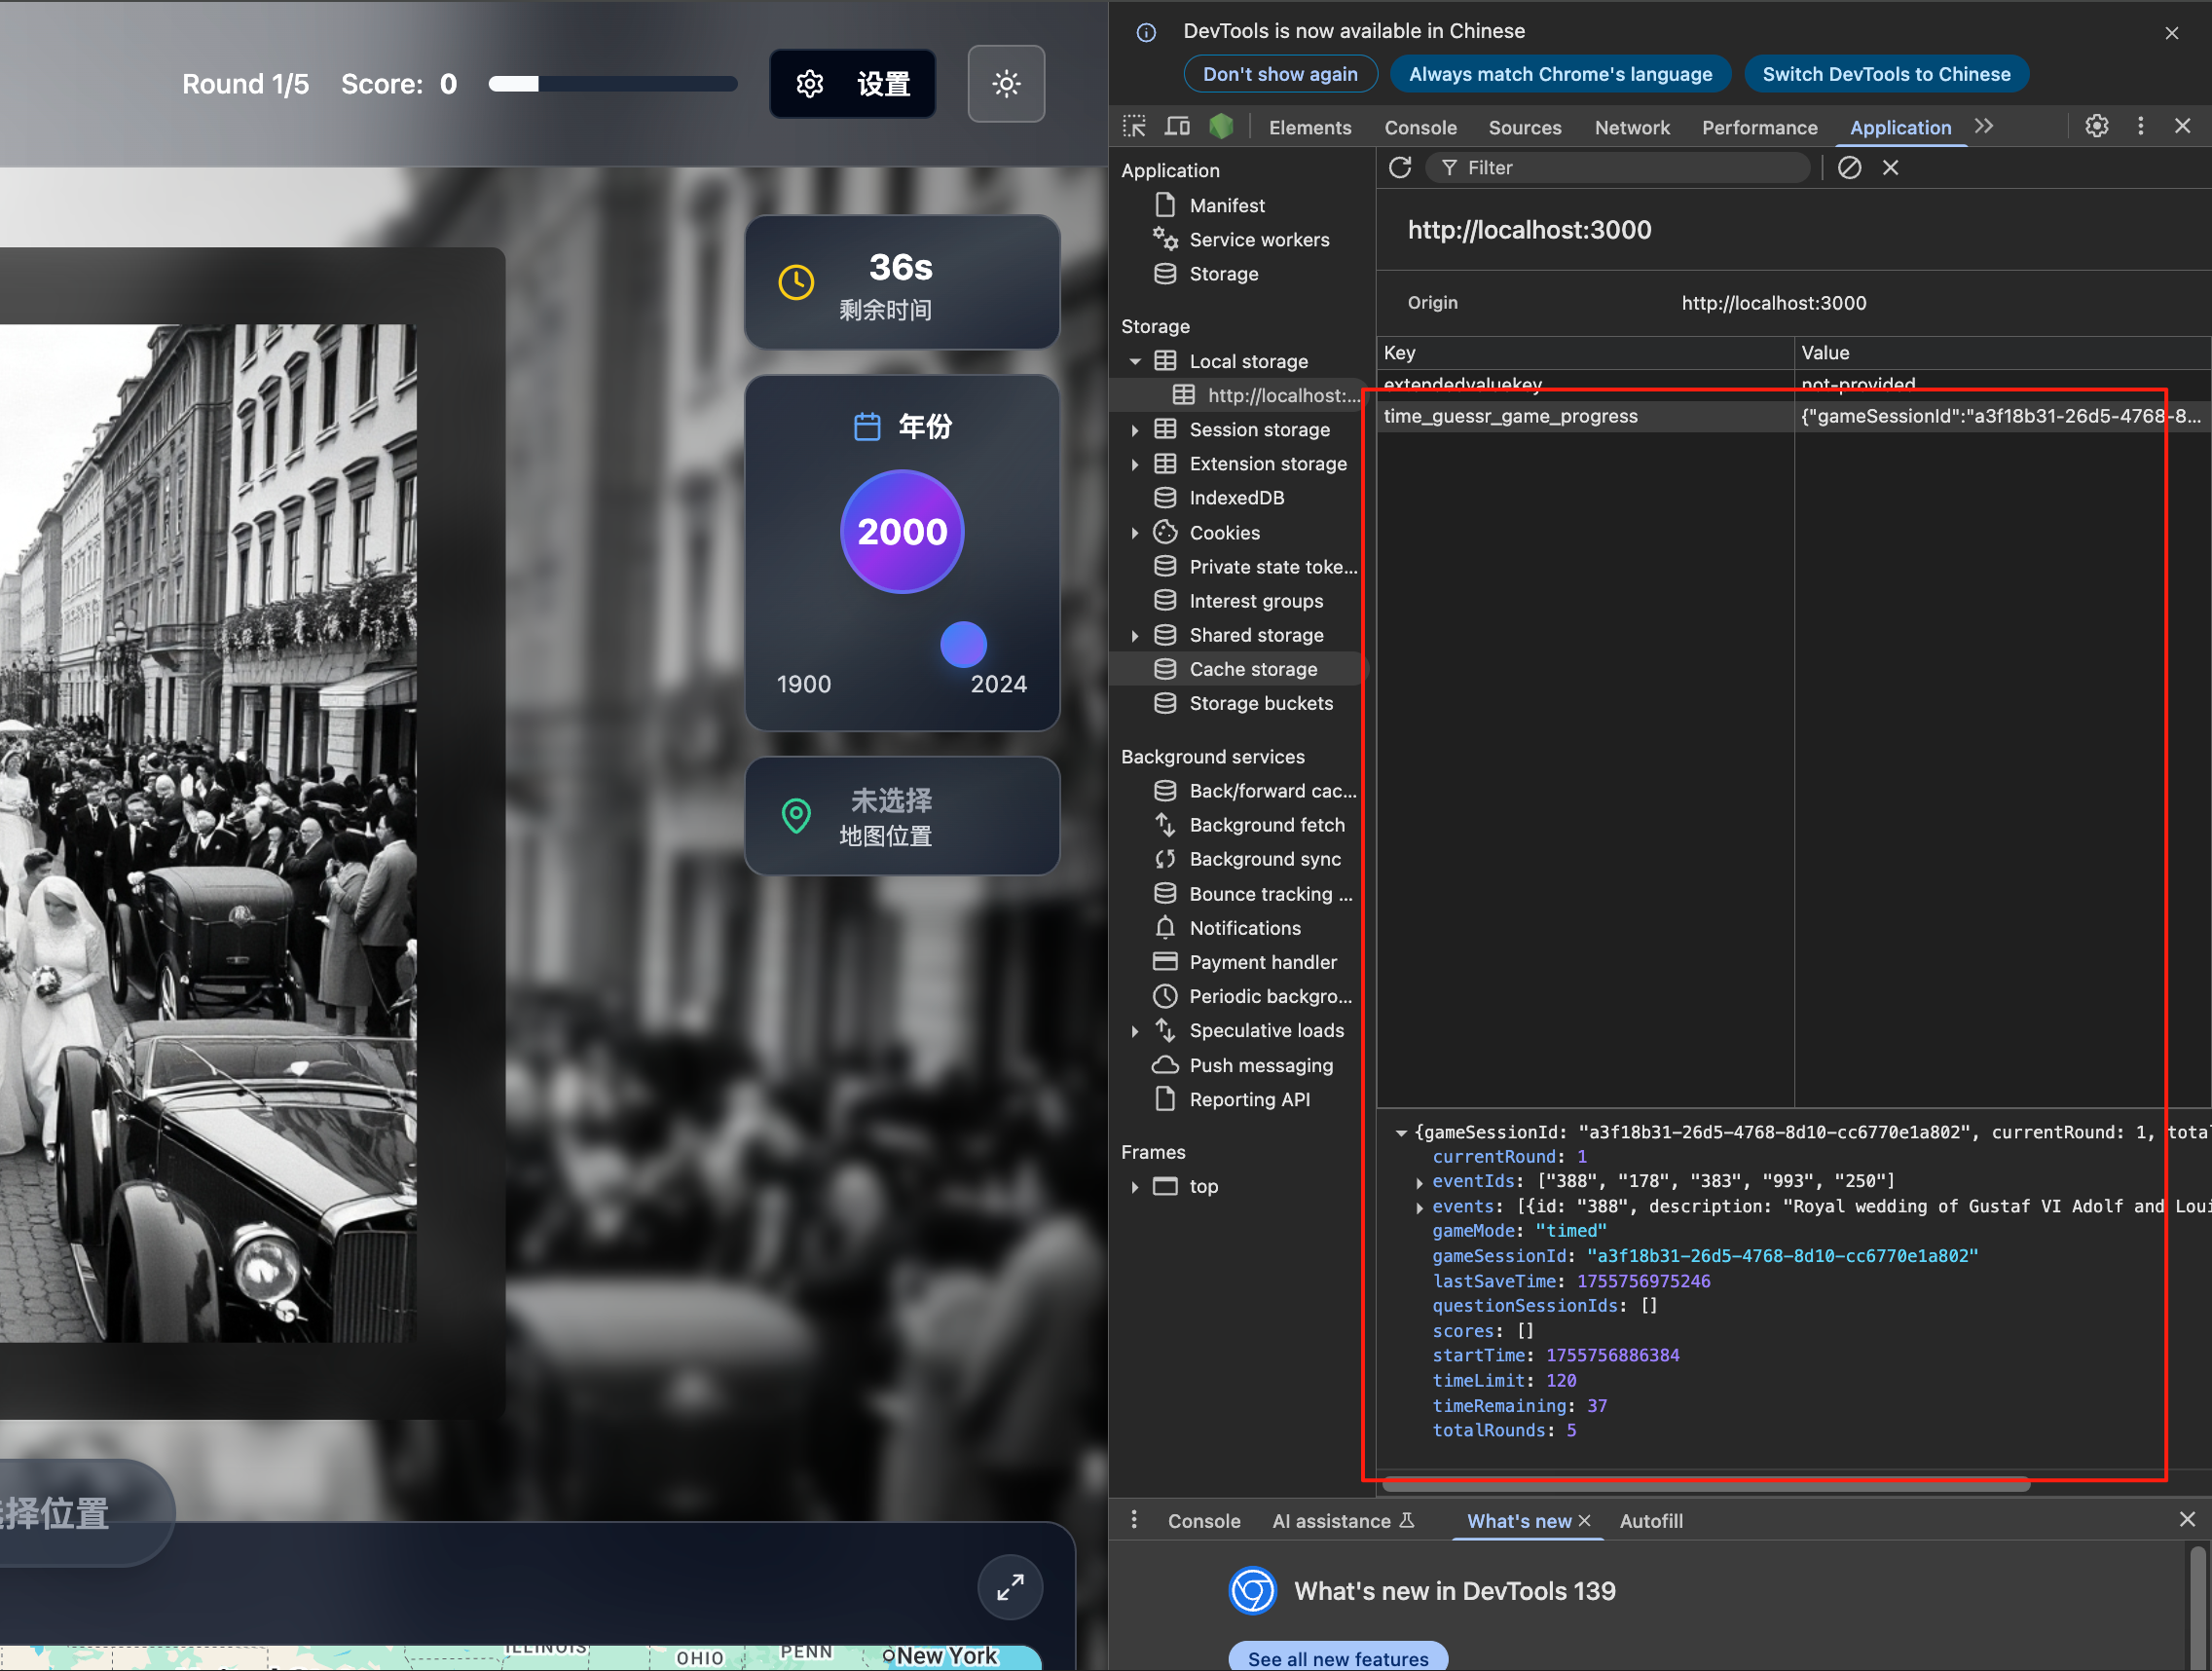 Round 1/5 Score: 0
设置
36s
剩余时间
年份
2000
1900 2024
未选择
地图位置
择位置
ILLINOIS
OHIO
PENN
New York
DevTools is now available in Chinese
Don't show again
Always match Chrome's language
Switch DevTools to Chinese
Elements Console Sources Network Performance Application
Application
Manifest
Service workers
Storage
Storage
Local storage
http://localhost:...
Session storage
Extension storage
IndexedDB
Cookies
Private state toke...
Interest groups
Shared storage
Cache storage
Storage buckets
Background services
Back/forward cac...
Background fetch
Background sync
Bounce tracking ...
Notifications
Payment handler
Periodic backgro...
Speculative loads
Push messaging
Reporting API
Frames
top
Filter
http://localhost:3000
Origin http://localhost:3000
Key Value
extendedvaluekey not-provided
time_guessr_game_progress {"gameSessionId":"a3f18b31-26d5-4768-8...
{gameSessionId: "a3f18b31-26d5-4768-8d10-cc6770e1a802", currentRound: 1, total
currentRound: 1
eventIds: ["388", "178", "383", "993", "250"]
events: [{id: "388", description: "Royal wedding of Gustaf VI Adolf and Loui
gameMode: "timed"
gameSessionId: "a3f18b31-26d5-4768-8d10-cc6770e1a802"
lastSaveTime: 1755756975246
questionSessionIds: []
scores: []
startTime: 1755756886384
timeLimit: 120
timeRemaining: 37
totalRounds: 5
Console AI assistance What's new Autofill
What's new in DevTools 139
See all new features